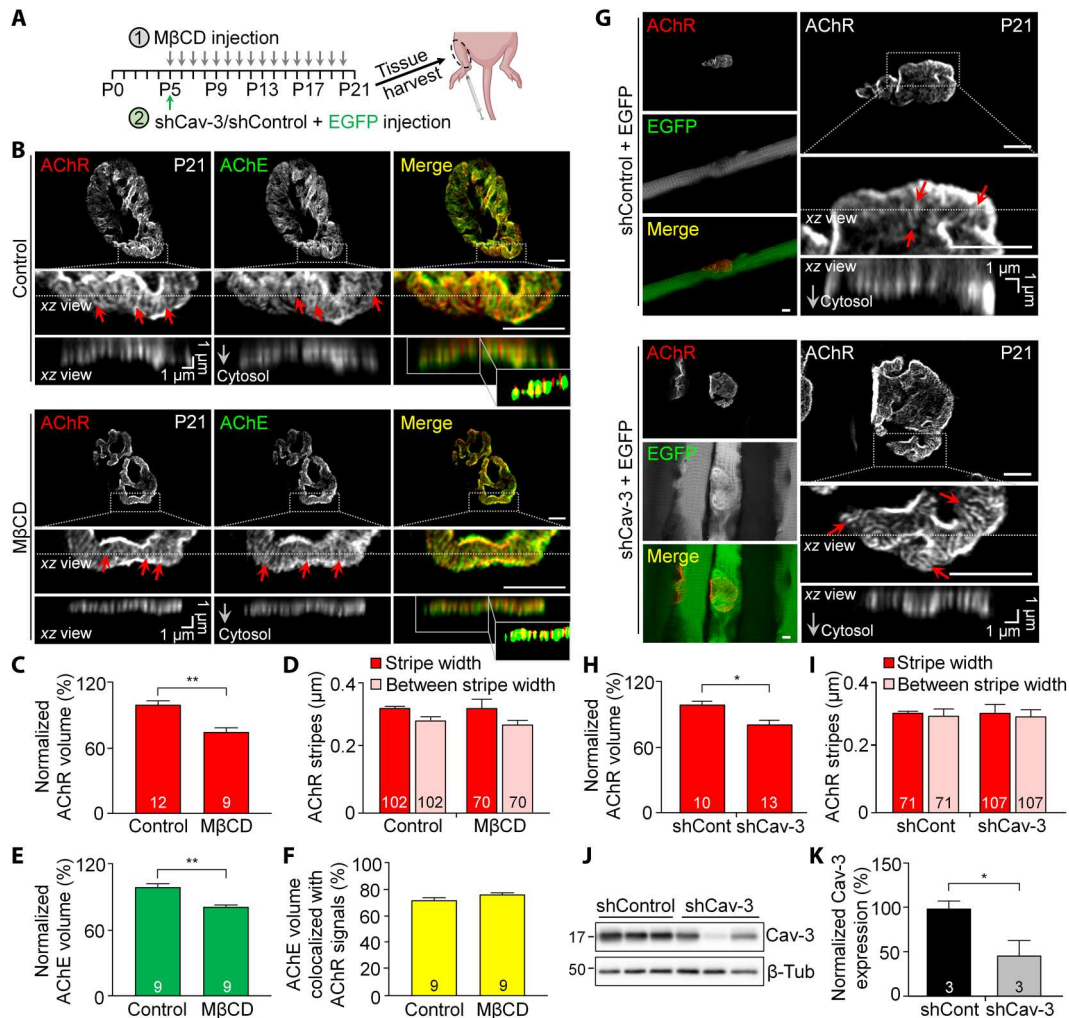 A
① MβCD injection
P0 P5 P9 P13 P17 P21
② shCav-3/shControl + EGFP injection
Tissue
harvest
B
Control
AChR P21 AChE Merge
xz view
xz view 1 μm 1 μm Cytosol
MβCD
AChR P21 AChE Merge
xz view
xz view 1 μm 1 μm Cytosol
C
Normalized
AChR volume (%)
120
60
0
**
12 9
Control MβCD
D
Stripe width
Between stripe width
AChR stripes (μm)
0.4
0.2
0
102 102 70 70
Control MβCD
E
Normalized
AChE volume (%)
120
60
0
**
9 9
Control MβCD
F
AChE volume
colocalized with
AChR signals (%)
100
80
60
40
20
0
9 9
Control MβCD
G
shControl + EGFP
AChR
EGFP
Merge
AChR P21
xz view
xz view 1 μm 1 μm
Cytosol
shCav-3 + EGFP
AChR
EGFP
Merge
AChR P21
xz view
xz view 1 μm 1 μm
Cytosol
H
Normalized
AChR volume (%)
120
60
0
*
10 13
shCont shCav-3
I
Stripe width
Between stripe width
AChR stripes (μm)
0.4
0.2
0
71 71 107 107
shCont shCav-3
J
shControl shCav-3
17 Cav-3
50 β-Tub
K
Normalized Cav-3
expression (%)
150
100
50
0
*
3 3
shCont shCav-3